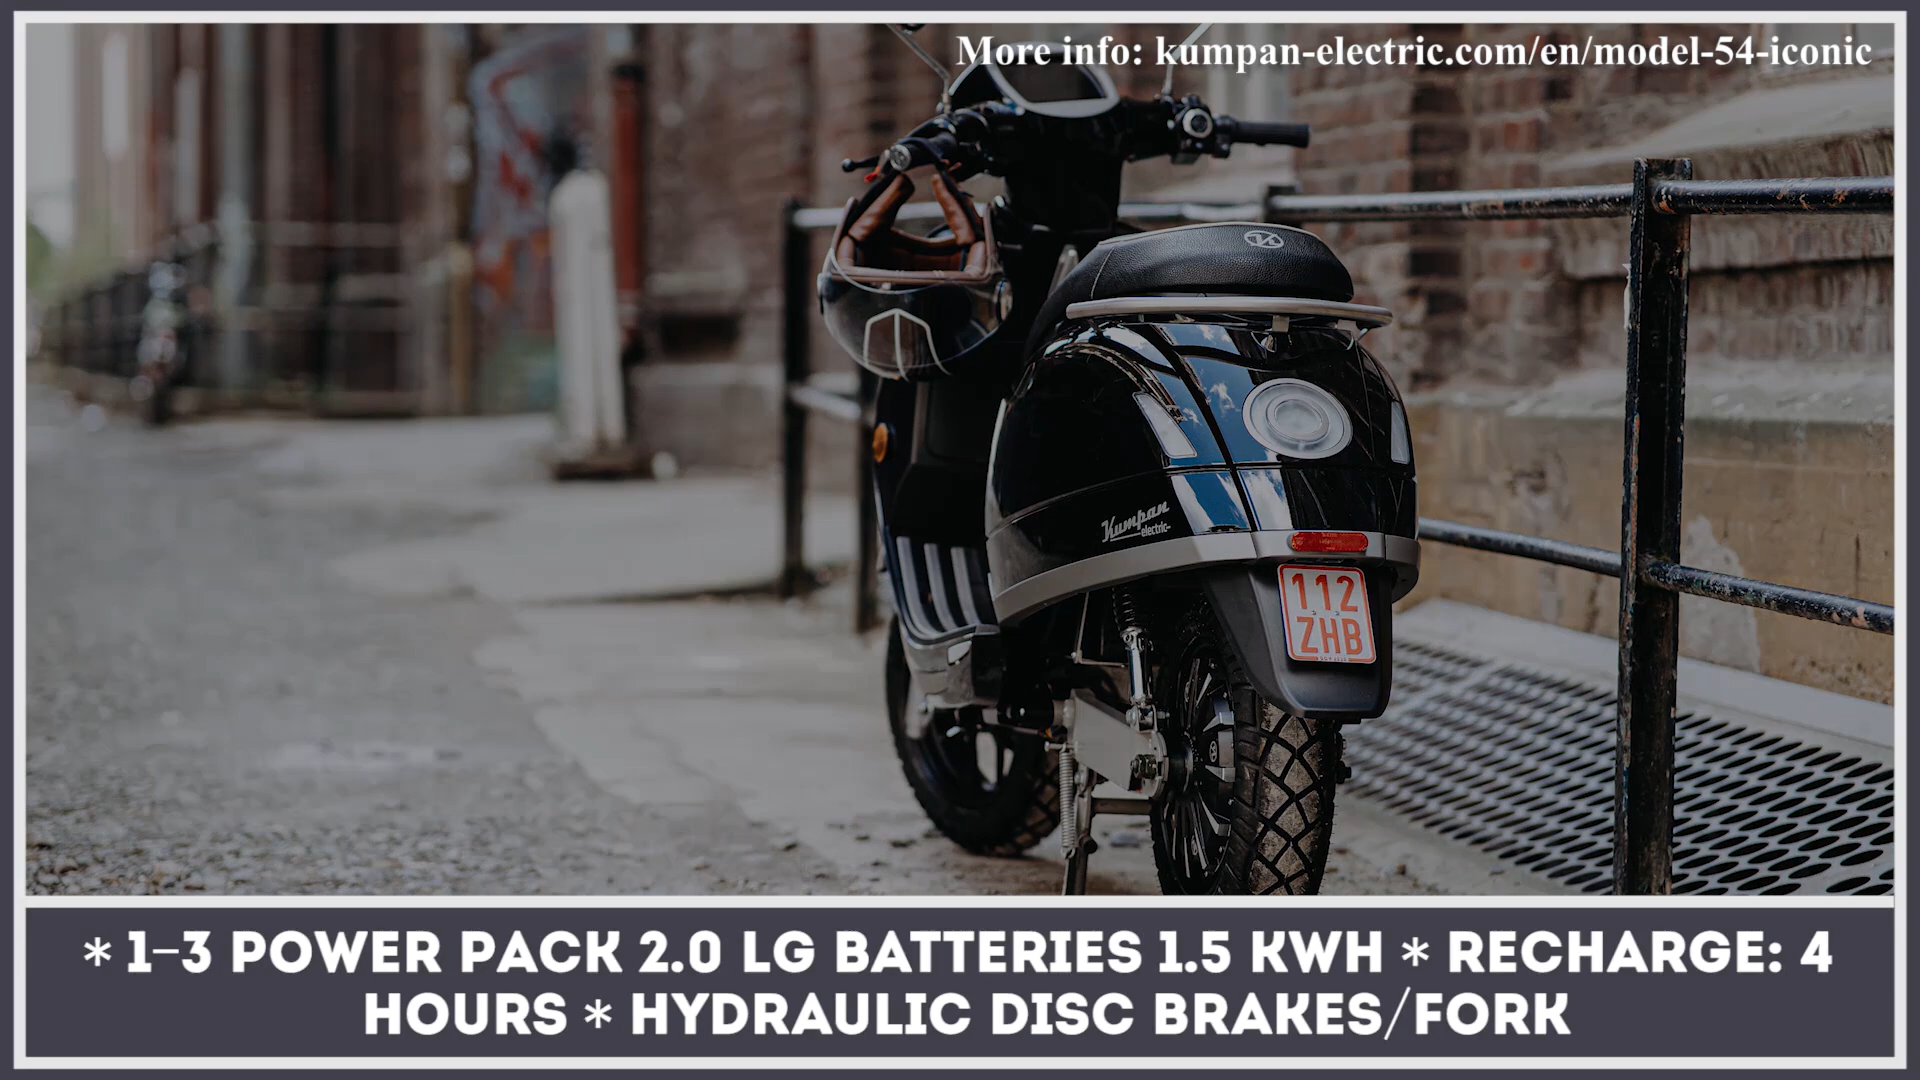 More info: kumpan-electric.com/en/model-54-iconic
Kumpan
electric
112
ZHB
* 1–3 POWER PACK 2.0 LG BATTERIES 1.5 KWH * RECHARGE: 4
HOURS * HYDRAULIC DISC BRAKES/FORK